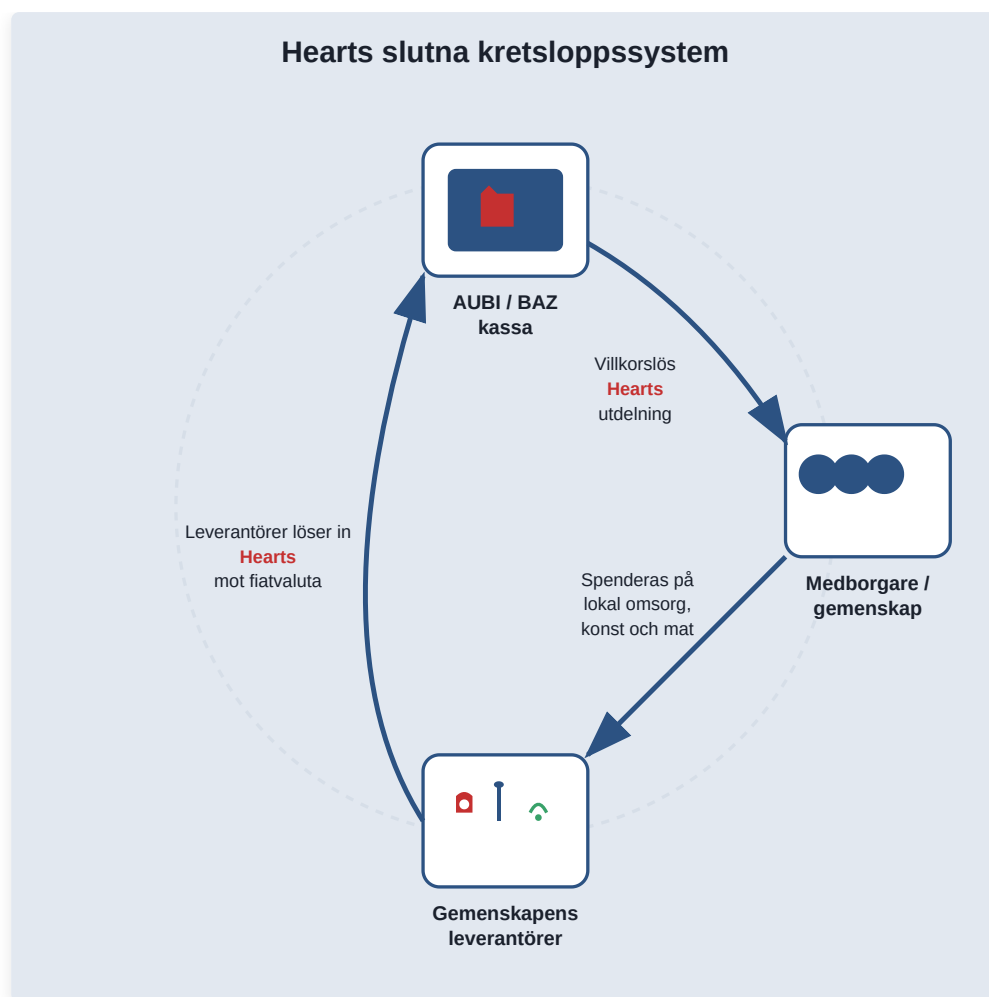 Hearts slutna kretsloppssystem
AUBI / BAZ
kassa
Villkorslös
Hearts
utdelning
Medborgare /
gemenskap
Spenderas på
lokal omsorg,
konst och mat
Gemenskapens
leverantörer
Leverantörer löser in
Hearts
mot fiatvaluta